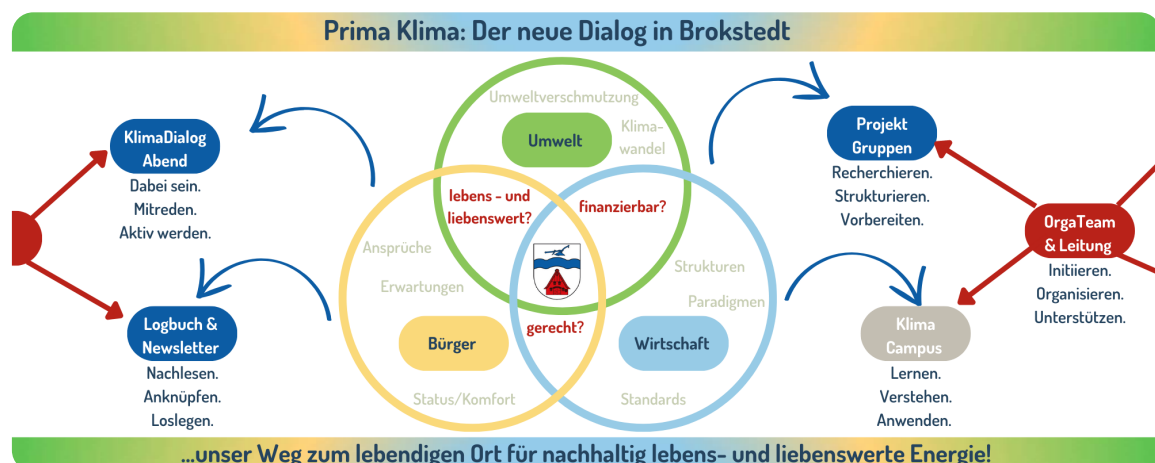 Prima Klima: Der neue Dialog in Brokstedt
KlimaDialog
Abend
Dabei sein.
Mitreden.
Aktiv werden.
Logbuch &
Newsletter
Nachlesen.
Anknüpfen.
Loslegen.
Umweltverschmutzung
Umwelt
Klima-
wandel
lebens - und
liebenswert?
finanzierbar?
Ansprüche
Erwartungen
Bürger
Status/Komfort
gerecht?
Strukturen
Paradigmen
Wirtschaft
Standards
Projekt
Gruppen
Recherchieren.
Strukturieren.
Vorbereiten.
Klima
Campus
Lernen.
Verstehen.
Anwenden.
OrgaTeam
& Leitung
Initiieren.
Organisieren.
Unterstützen.
...unser Weg zum lebendigen Ort für nachhaltig lebens- und liebenswerte Energie!